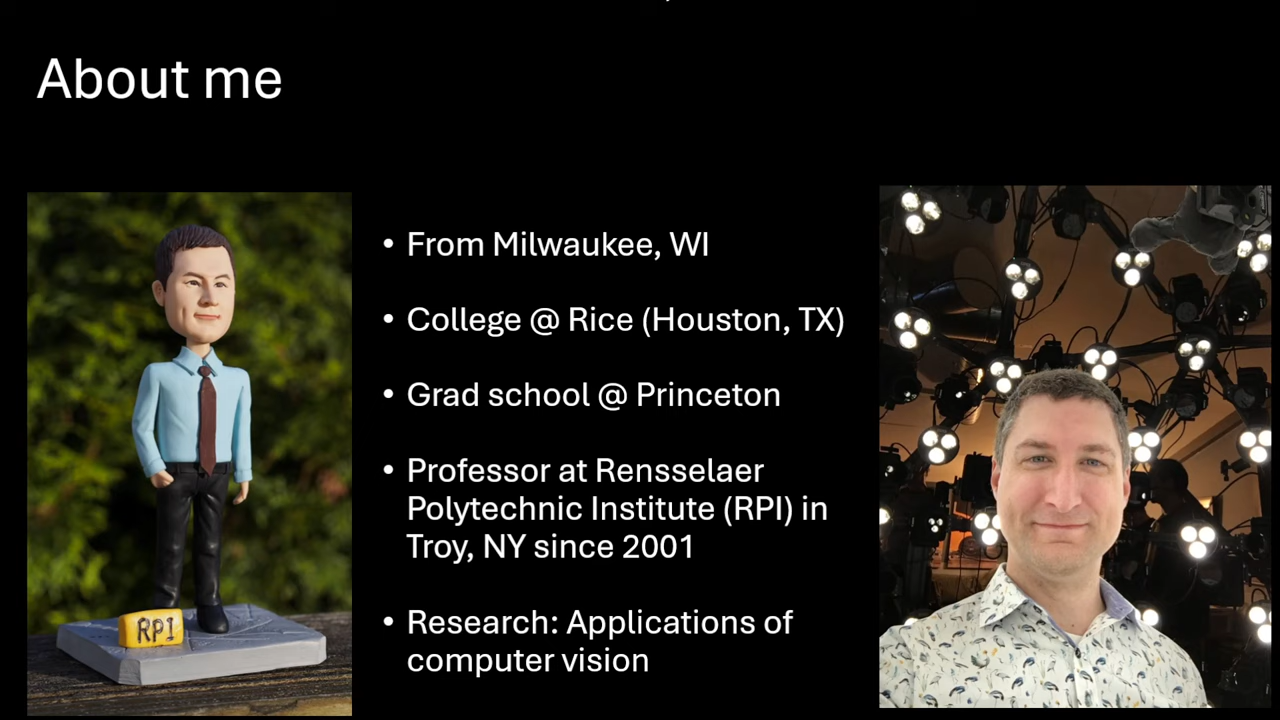 About me
• From Milwaukee, WI
• College @ Rice (Houston, TX)
• Grad school @ Princeton
• Professor at Rensselaer
Polytechnic Institute (RPI) in
Troy, NY since 2001
• Research: Applications of
computer vision
RPI